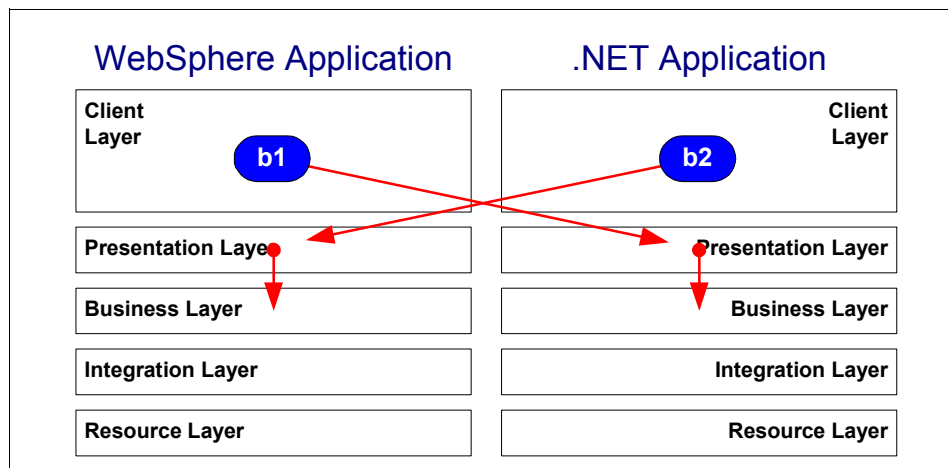 WebSphere Application
.NET Application
Client
Layer
b1
Client
Layer
b2
Presentation Layer
Presentation Layer
Business Layer
Business Layer
Integration Layer
Integration Layer
Resource Layer
Resource Layer